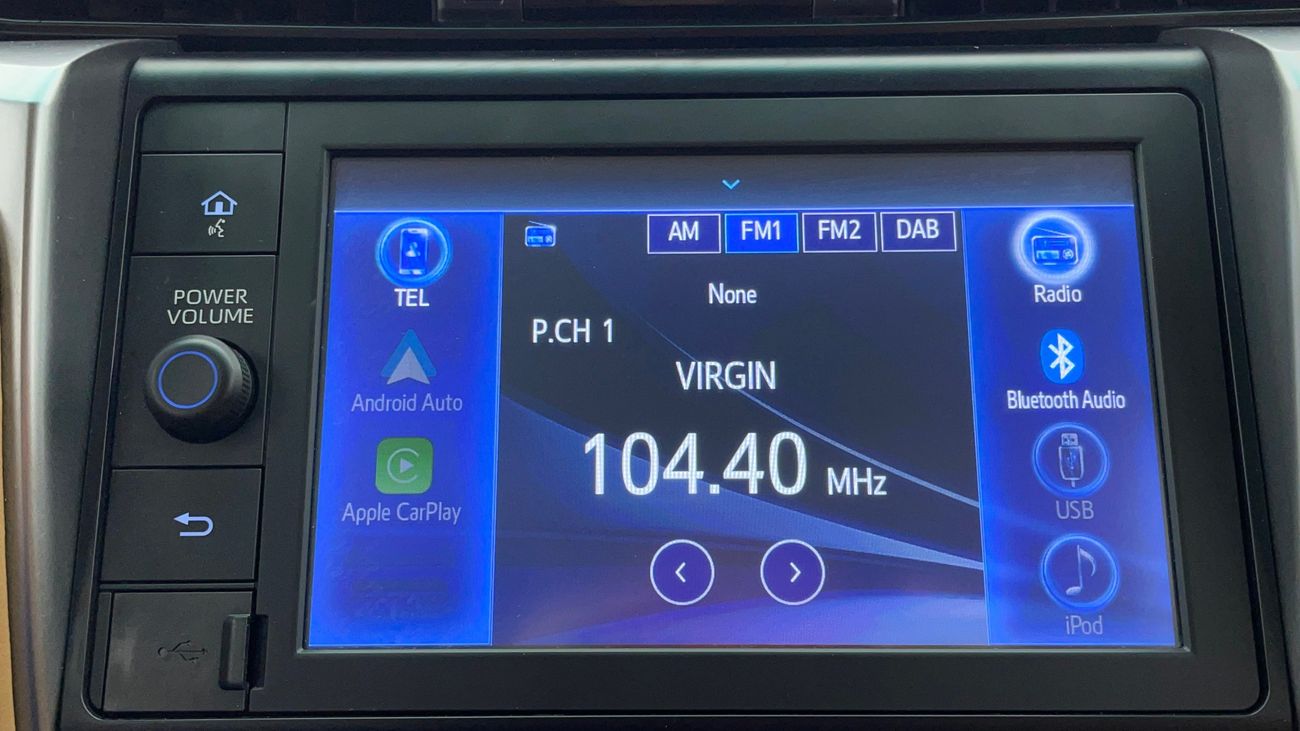 POWER
VOLUME
TEL
Android Auto
Apple CarPlay
AM
FM1
FM2
DAB
None
P.CH 1
VIRGIN
104.40 MHz
Radio
Bluetooth Audio
USB
iPod